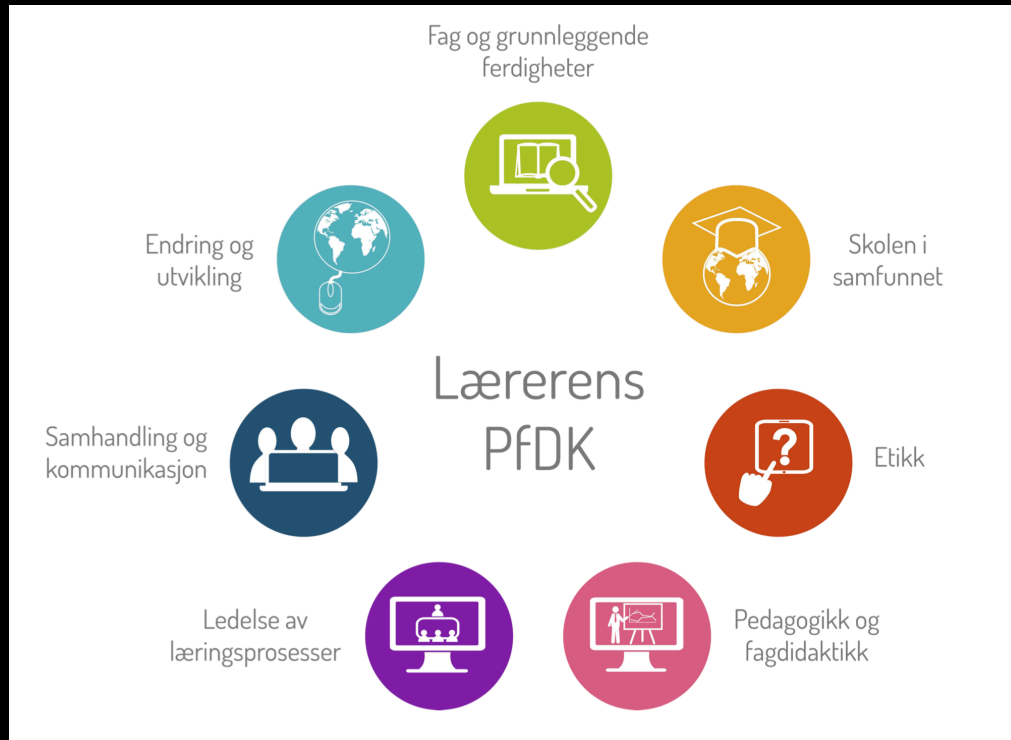 Fag og grunnleggende
ferdigheter
Skolen i
samfunnet
Etikk
Pedagogikk og
fagdidaktikk
Ledelse av
læringsprosesser
Samhandling og
kommunikasjon
Endring og
utvikling
Lærerens
PfDK
?